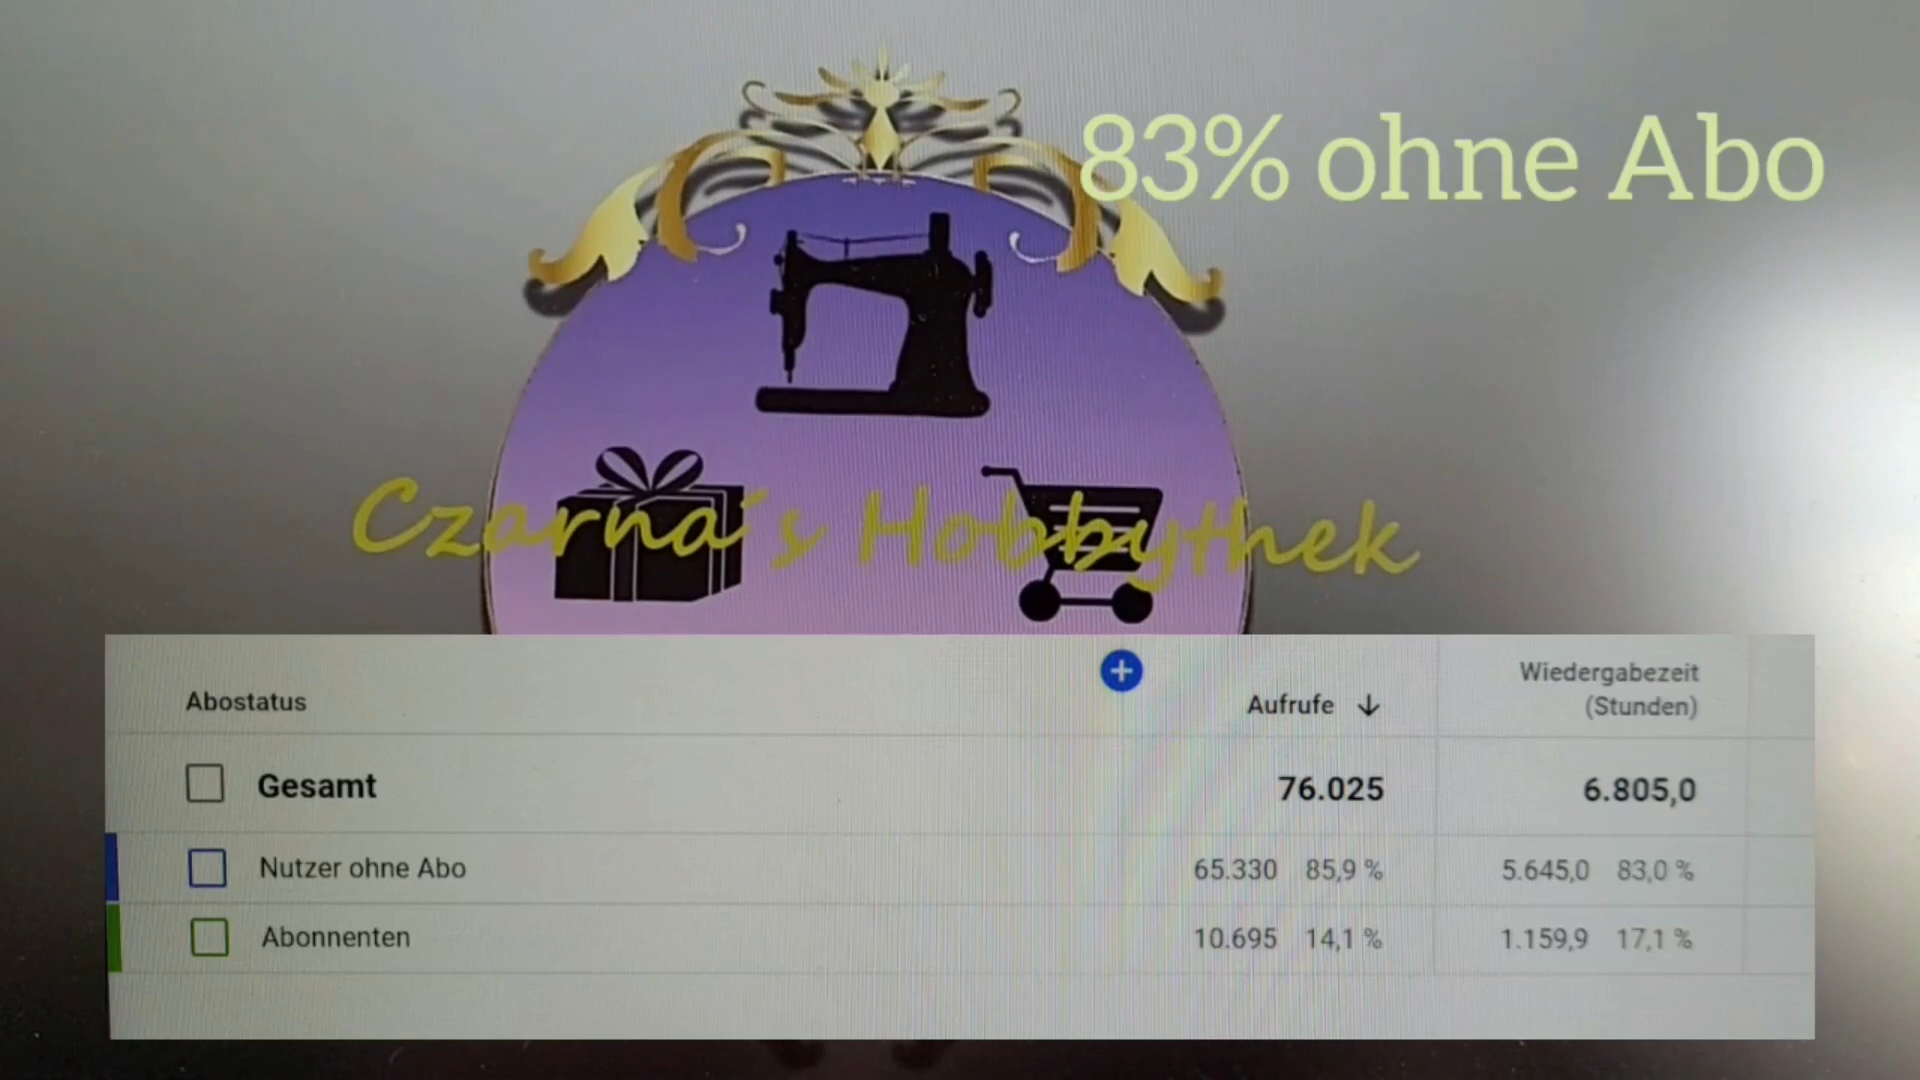 83% ohne Abo
Czarna´s Hobbythek
Abostatus
Aufrufe ↓
Wiedergabezeit
(Stunden)
Gesamt 76.025 6.805,0
Nutzer ohne Abo 65.330 85,9 % 5.645,0 83,0 %
Abonnenten 10.695 14,1 % 1.159,9 17,1 %